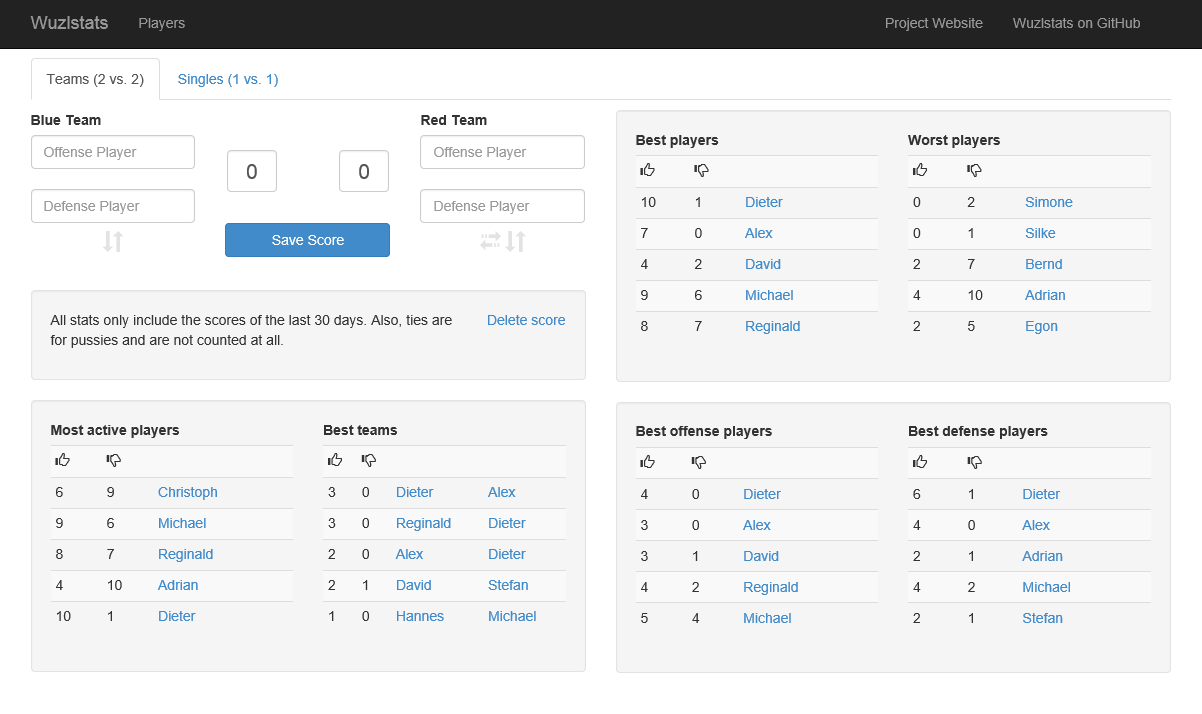 Wuzlstats Players Project Website Wuzlstats on GitHub
Teams (2 vs. 2) Singles (1 vs. 1)
Blue Team Red Team
Offense Player 0 0 Offense Player
Defense Player Defense Player
Save Score
All stats only include the scores of the last 30 days. Also, ties are
for pussies and are not counted at all.
Delete score
Best players
10 1 Dieter
7 0 Alex
4 2 David
9 6 Michael
8 7 Reginald
Worst players
0 2 Simone
0 1 Silke
2 7 Bernd
4 10 Adrian
2 5 Egon
Most active players
6 9 Christoph
9 6 Michael
8 7 Reginald
4 10 Adrian
10 1 Dieter
Best teams
3 0 Dieter Alex
3 0 Reginald Dieter
2 0 Alex Dieter
2 1 David Stefan
1 0 Hannes Michael
Best offense players
4 0 Dieter
3 0 Alex
3 1 David
4 2 Reginald
5 4 Michael
Best defense players
6 1 Dieter
4 0 Alex
2 1 Adrian
4 2 Michael
2 1 Stefan